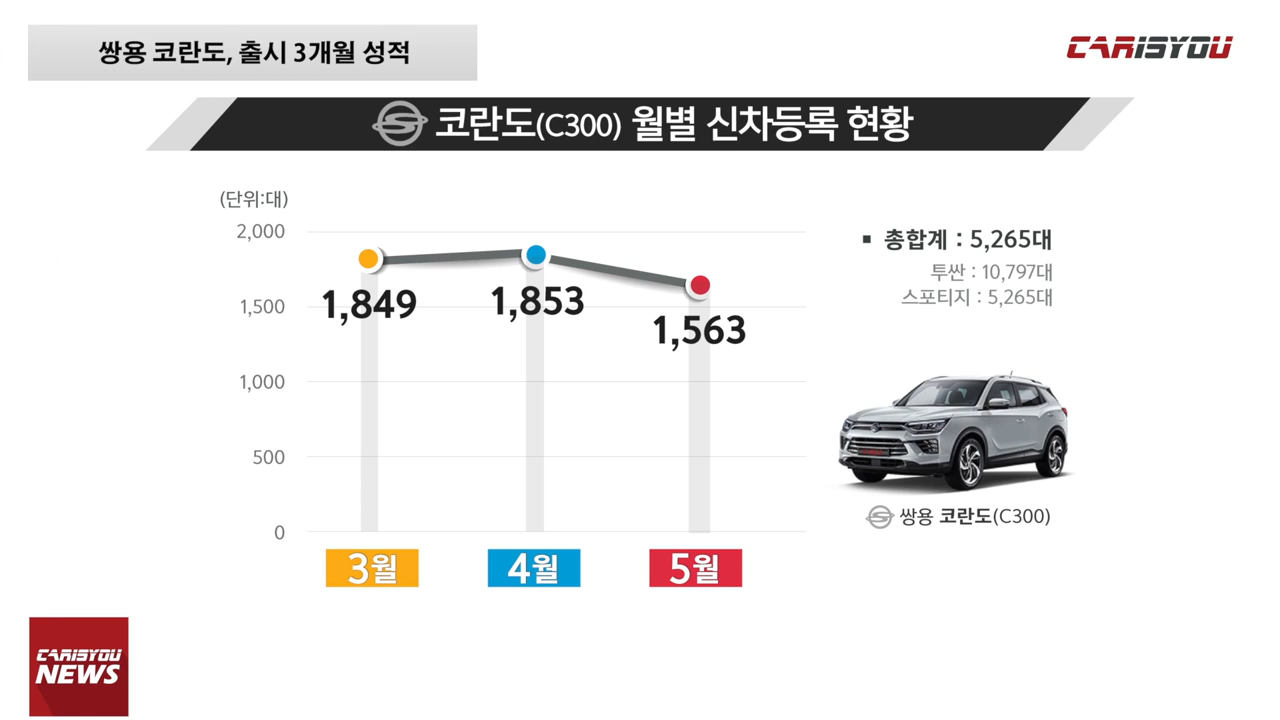 쌍용 코란도, 출시 3개월 성적
CARISYOU
코란도(C300) 월별 신차등록 현황
(단위:대)
2,000
1,500
1,000
500
0
1,849
1,853
1,563
3월
4월
5월
▪ 총합계 : 5,265대
투싼 : 10,797대
스포티지 : 5,265대
쌍용 코란도(C300)
CARISYOU
NEWS